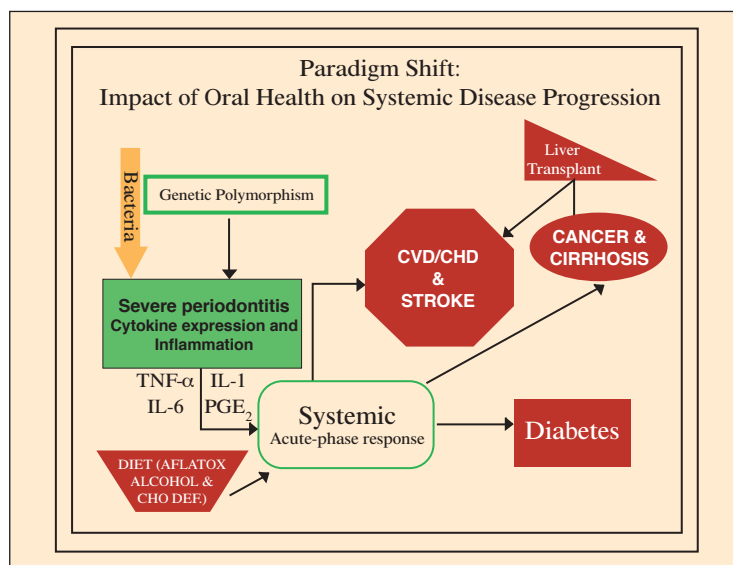 Paradigm Shift:
Impact of Oral Health on Systemic Disease Progression
Liver
Transplant
Bacteria
Genetic Polymorphism
CVD/CHD
&
STROKE
CANCER &
CIRRHOSIS
Severe periodontitis
Cytokine expression and
Inflammation
TNF-α IL-1
IL-6 PGE₂
Systemic
Acute-phase response
Diabetes
DIET (AFLATOX
ALCOHOL &
CHO DEF.)